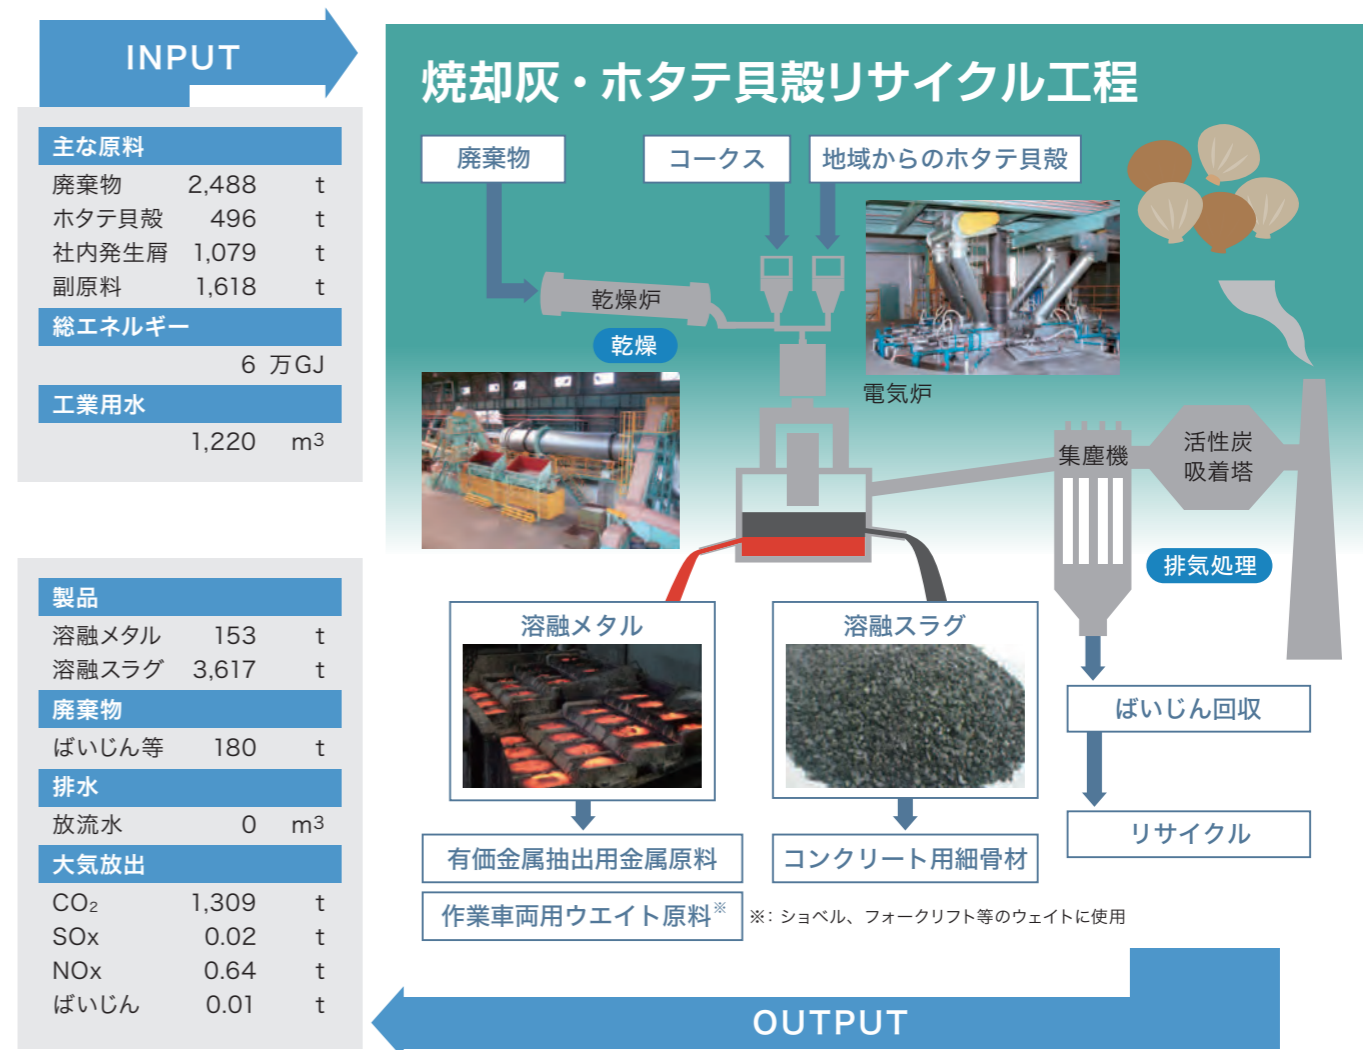 INPUT
主な原料
廃棄物 2,488 t
ホタテ貝殻 496 t
社内発生屑 1,079 t
副原料 1,618 t
総エネルギー
6 万GJ
工業用水
1,220 m3
製品
溶融メタル 153 t
溶融スラグ 3,617 t
廃棄物
ばいじん等 180 t
排水
放流水 0 m3
大気放出
CO2 1,309 t
SOx 0.02 t
NOx 0.64 t
ばいじん 0.01 t
焼却灰・ホタテ貝殻リサイクル工程
廃棄物
コークス
地域からのホタテ貝殻
乾燥炉
乾燥
電気炉
集塵機
活性炭
吸着塔
排気処理
溶融メタル
溶融スラグ
ばいじん回収
リサイクル
有価金属抽出用金属原料
コンクリート用細骨材
作業車両用ウエイト原料※
※：ショベル、フォークリフト等のウェイトに使用
OUTPUT